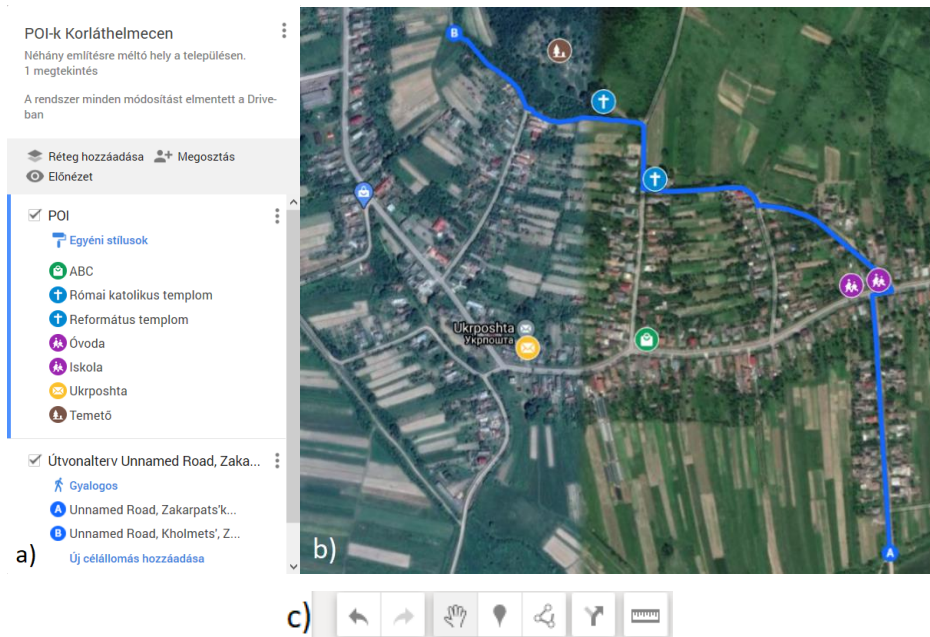 POI-k Korláthelmecen
Néhány említésre méltó hely a településen.
1 megtekintés
A rendszer minden módosítást elmentett a Drive-
ban
Réteg hozzáadása Megosztás
Előnézet
POI
Egyéni stílusok
ABC
Római katolikus templom
Református templom
Óvoda
Iskola
Ukrposhta
Temető
Útvonalterv Unnamed Road, Zaka...
Gyalogos
A Unnamed Road, Zakarpats'k...
B Unnamed Road, Kholmets', Z...
Új célállomás hozzáadása
a)
B
Ukrposhta
Укрпошта
A
b)
c)